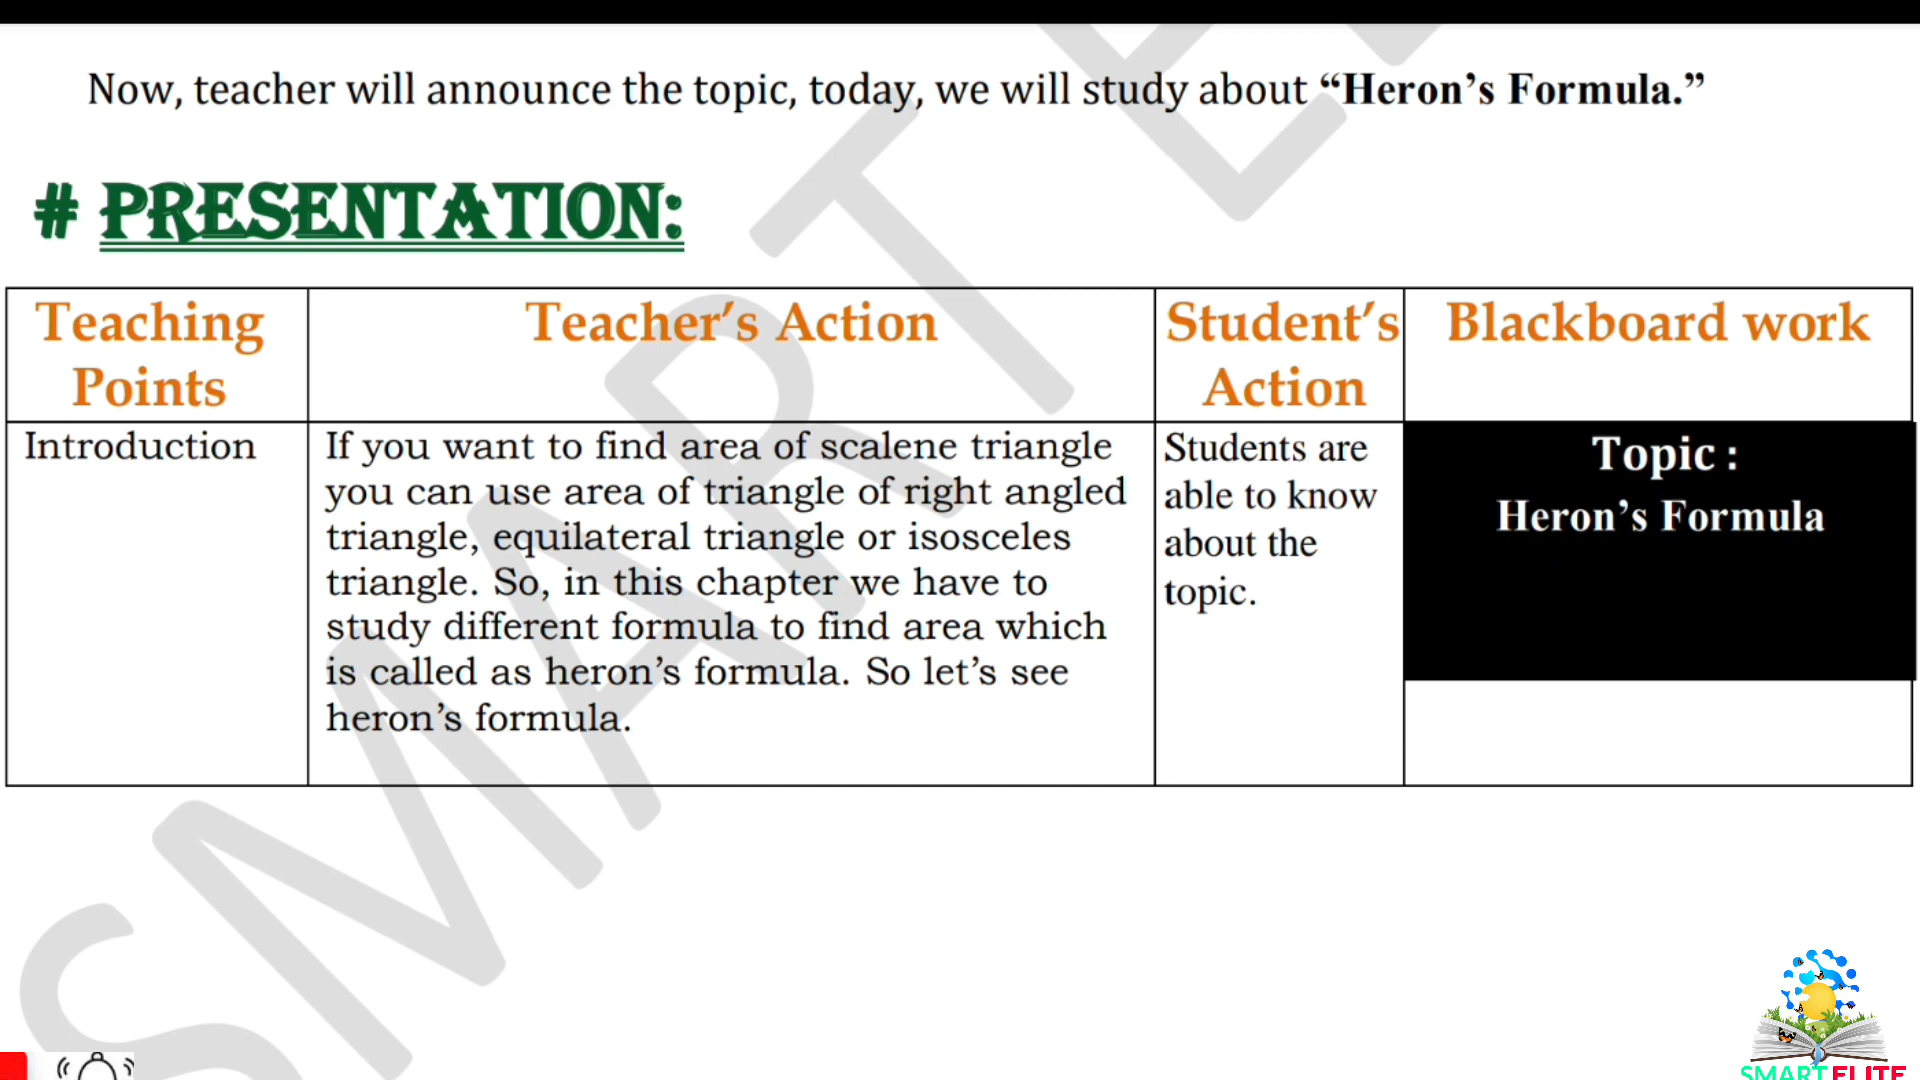 Now, teacher will announce the topic, today, we will study about “Heron’s Formula.”
# PRESENTATION:
Teaching
Points
Teacher’s Action
Student’s
Action
Blackboard work
Introduction
If you want to find area of scalene triangle
you can use area of triangle of right angled
triangle, equilateral triangle or isosceles
triangle. So, in this chapter we have to
study different formula to find area which
is called as heron’s formula. So let’s see
heron’s formula.
Students are
able to know
about the
topic.
Topic :
Heron’s Formula
SMART E
SMART ELITE